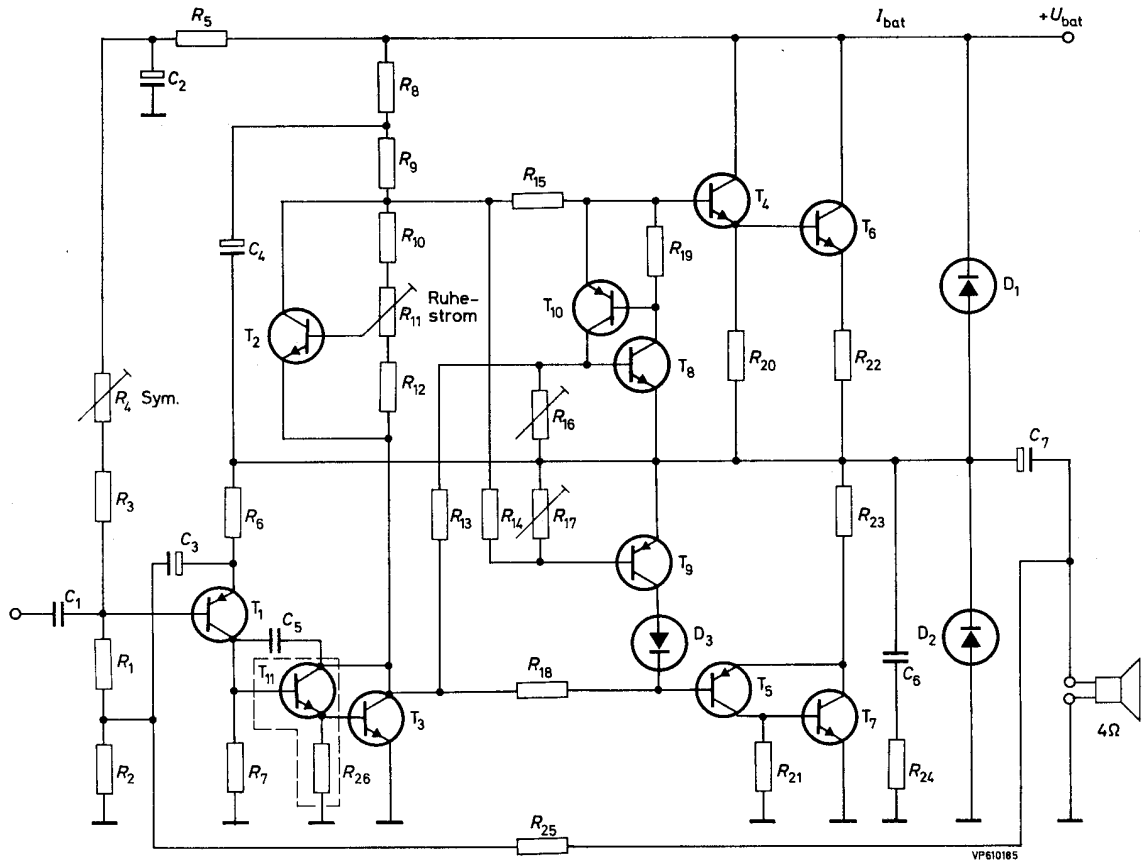 R5
Ibat
+Ubat
C2
R8
R9
R15
T4
R10
T6
C4
R19
Ruhe-
strom
R11
T10
D1
T2
T8
R20
R22
R12
R4 Sym.
R16
C7
R3
R6
R13
R14
R17
R23
C3
T9
C1
T1
C5
D3
D2
R1
T11
R18
T5
C6
T3
T7
4Ω
R2
R7
R26
R21
R24
R25
VP610185